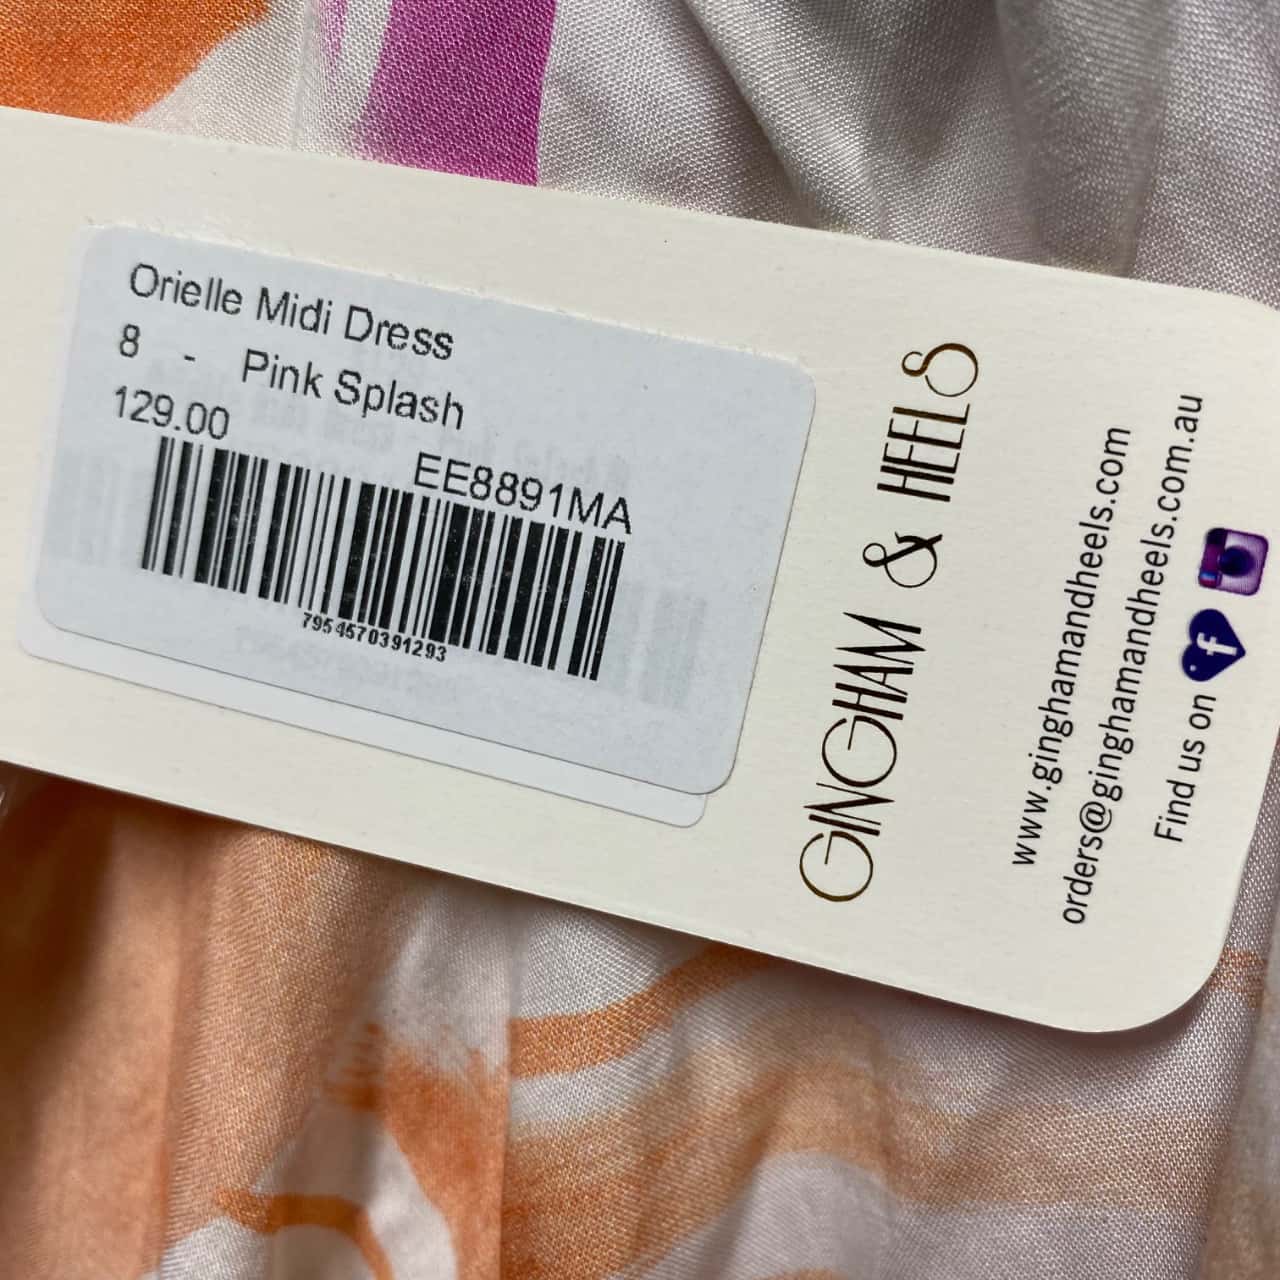 Orielle Midi Dress
8 - Pink Splash
129.00
EE8891MA
7954570391293
GINGHAM & HEELS
www.ginghamandheels.com
orders@ginghamandheels.com.au
Find us on f